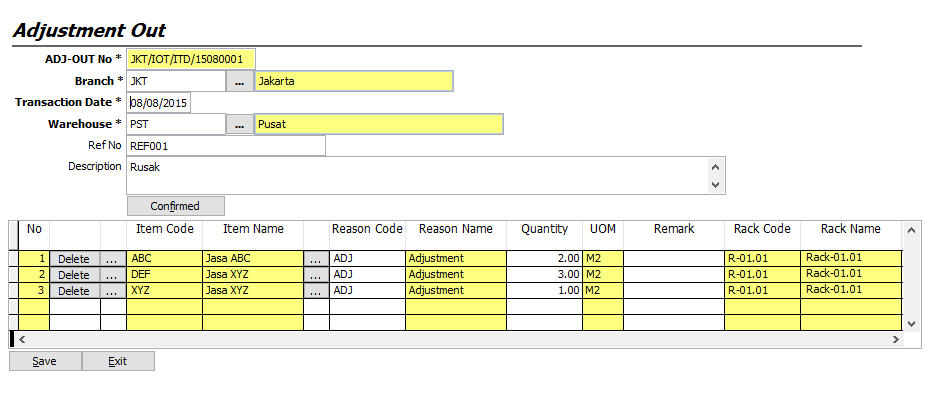 Adjustment Out
ADJ-OUT No * JKT/IOT/ITD/15080001
Branch * JKT ... Jakarta
Transaction Date * 08/08/2015
Warehouse * PST ... Pusat
Ref No REF001
Description Rusak
Confirmed
No Item Code Item Name Reason Code Reason Name Quantity UOM Remark Rack Code Rack Name
1 Delete ... ABC Jasa ABC ... ADJ Adjustment 2.00 M2 R-01.01 Rack-01.01
2 Delete ... DEF Jasa XYZ ... ADJ Adjustment 3.00 M2 R-01.01 Rack-01.01
3 Delete ... XYZ Jasa XYZ ... ADJ Adjustment 1.00 M2 R-01.01 Rack-01.01
Save Exit